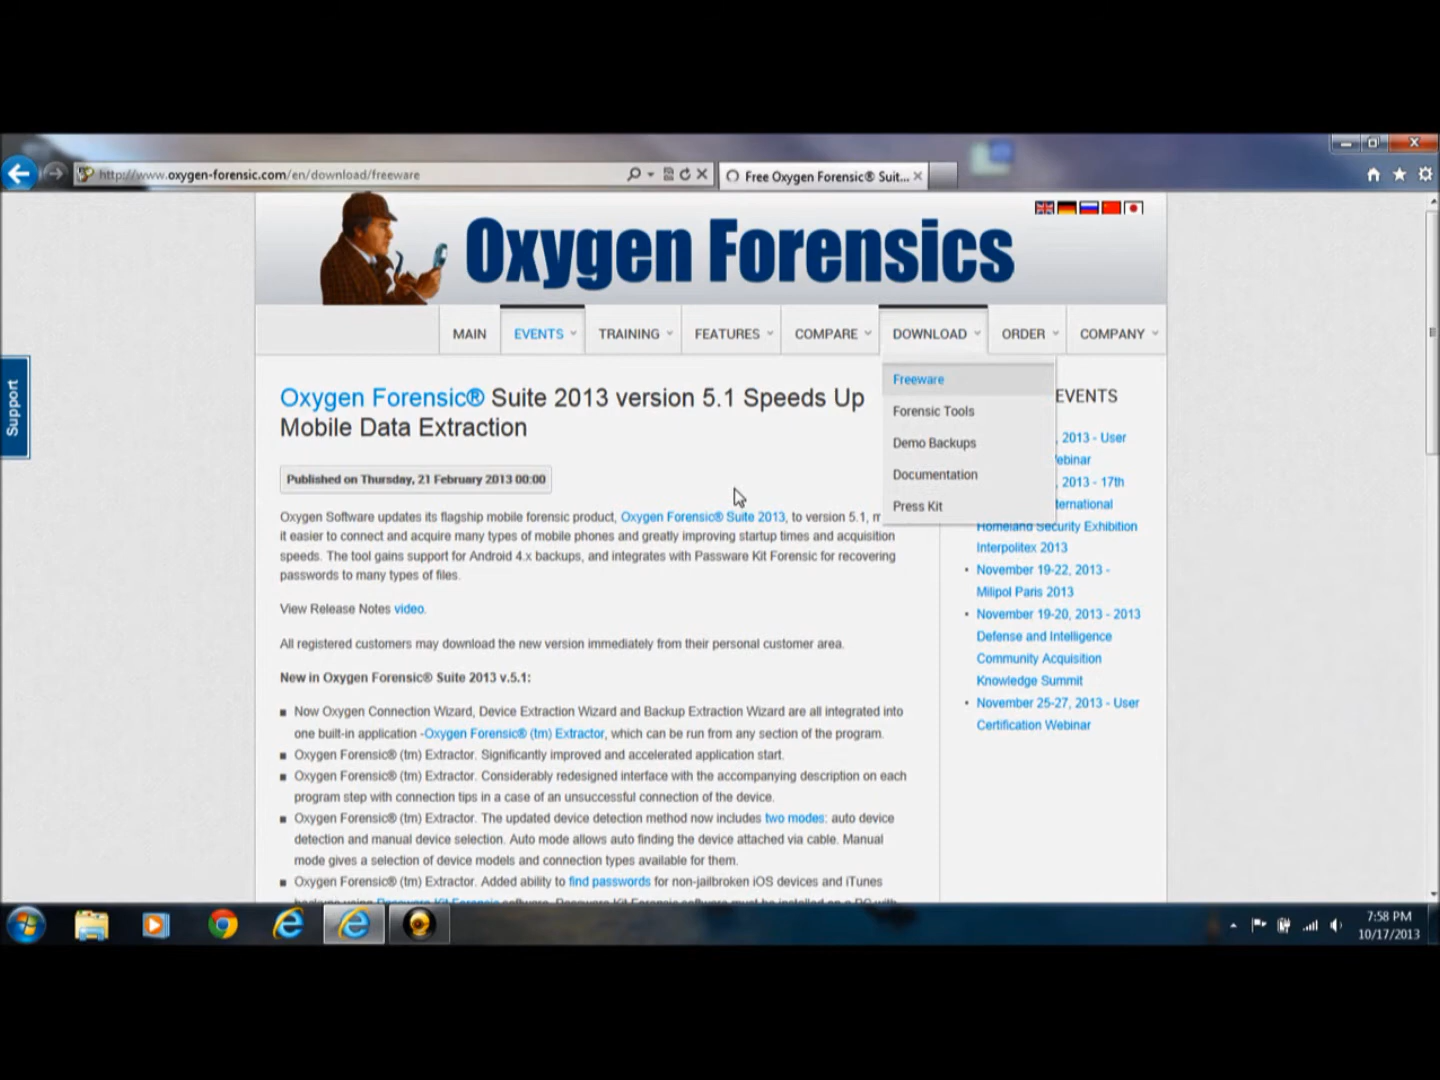 http://www.oxygen-forensic.com/en/download/freeware
Free Oxygen Forensic® Suit...
Oxygen Forensics
MAIN
EVENTS
TRAINING
FEATURES
COMPARE
DOWNLOAD
ORDER
COMPANY
Freeware
Forensic Tools
Demo Backups
Documentation
Press Kit
Support
Oxygen Forensic® Suite 2013 version 5.1 Speeds Up
Mobile Data Extraction
Published on Thursday, 21 February 2013 00:00
Oxygen Software updates its flagship mobile forensic product, Oxygen Forensic® Suite 2013, to version 5.1,
it easier to connect and acquire many types of mobile phones and greatly improving startup times and acquisition
speeds. The tool gains support for Android 4.x backups, and integrates with Passware Kit Forensic for recovering
passwords to many types of files.
View Release Notes video.
All registered customers may download the new version immediately from their personal customer area.
New in Oxygen Forensic® Suite 2013 v.5.1:
Now Oxygen Connection Wizard, Device Extraction Wizard and Backup Extraction Wizard are all integrated into
one built-in application -Oxygen Forensic® (tm) Extractor, which can be run from any section of the program.
Oxygen Forensic® (tm) Extractor. Significantly improved and accelerated application start.
Oxygen Forensic® (tm) Extractor. Considerably redesigned interface with the accompanying description on each
program step with connection tips in a case of an unsuccessful connection of the device.
Oxygen Forensic® (tm) Extractor. The updated device detection method now includes two modes: auto device
detection and manual device selection. Auto mode allows auto finding the device attached via cable. Manual
mode gives a selection of device models and connection types available for them.
Oxygen Forensic® (tm) Extractor. Added ability to find passwords for non-jailbroken iOS devices and iTunes
EVENTS
, 2013 - User
ebinar
, 2013 - 17th
ternational
Homeland Security Exhibition
Interpolitex 2013
November 19-22, 2013 -
Milipol Paris 2013
November 19-20, 2013 - 2013
Defense and Intelligence
Community Acquisition
Knowledge Summit
November 25-27, 2013 - User
Certification Webinar
7:58 PM
10/17/2013